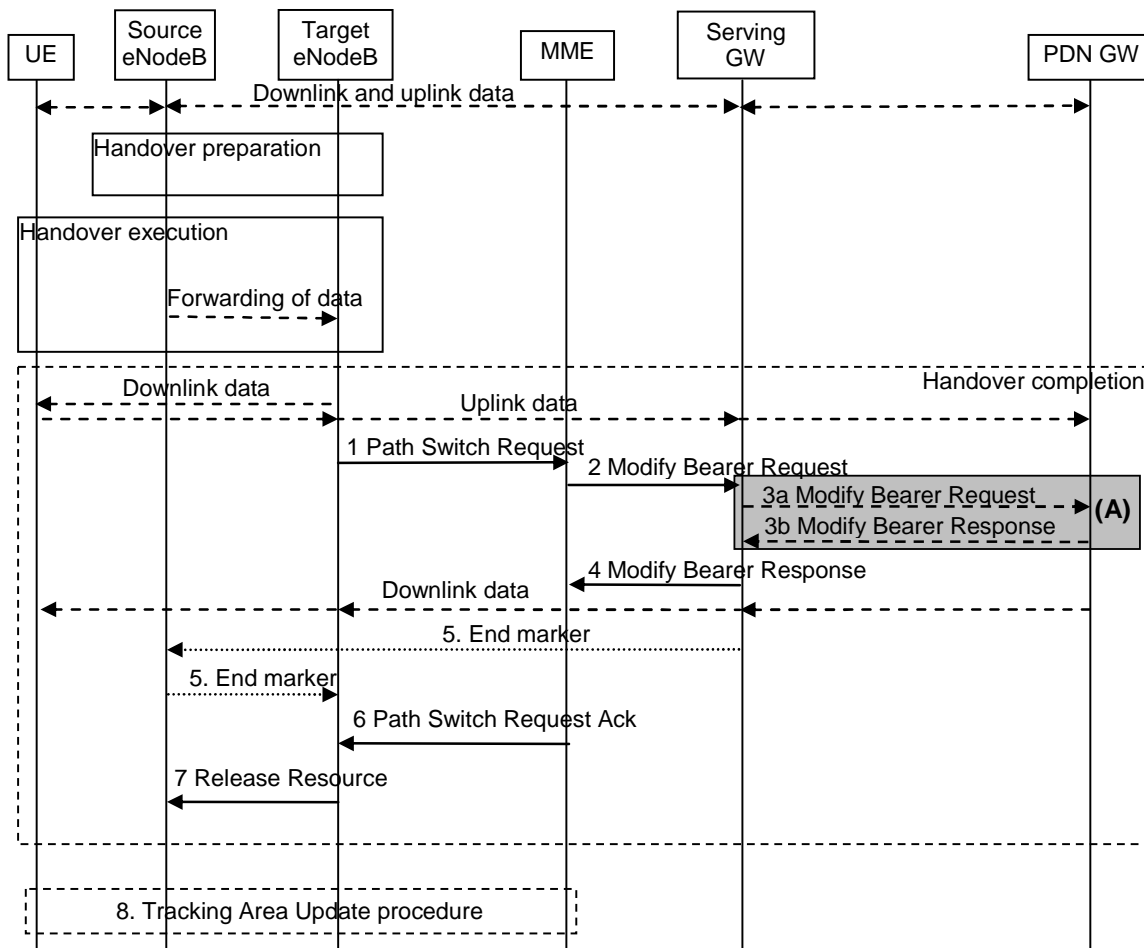 UE
Source
eNodeB
Target
eNodeB
MME
Serving
GW
PDN GW
Downlink and uplink data
Handover preparation
Handover execution
Forwarding of data
Handover completion
Downlink data
Uplink data
1 Path Switch Request
2 Modify Bearer Request
3a Modify Bearer Request
(A)
3b Modify Bearer Response
4 Modify Bearer Response
Downlink data
5. End marker
5. End marker
6 Path Switch Request Ack
7 Release Resource
8. Tracking Area Update procedure